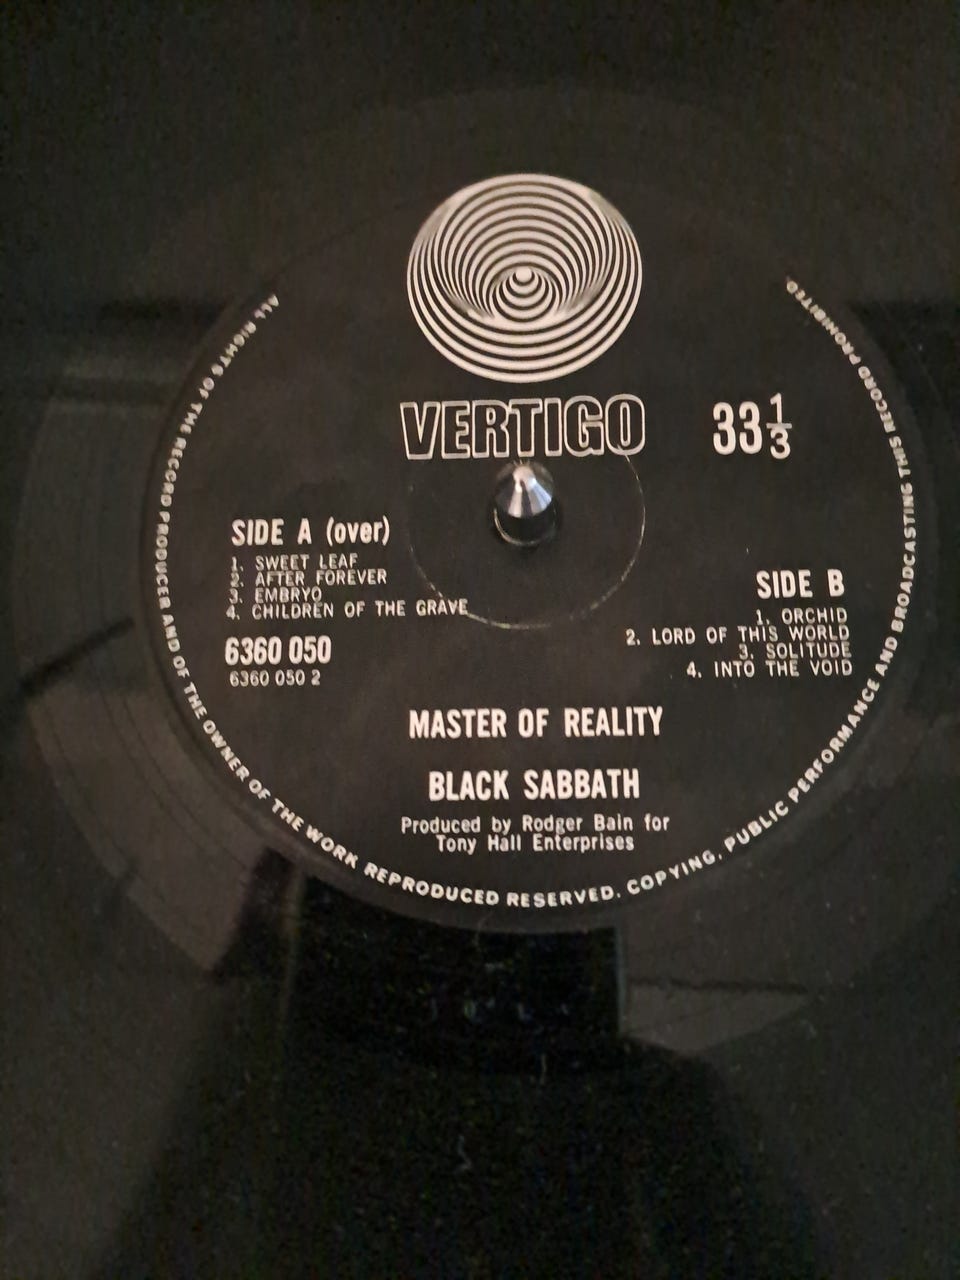 VERTIGO
33 1/3
SIDE A (over)
1. SWEET LEAF
2. AFTER FOREVER
3. EMBRYO
4. CHILDREN OF THE GRAVE
6360 050
6360 050 2
SIDE B
1. ORCHID
2. LORD OF THIS WORLD
3. SOLITUDE
4. INTO THE VOID
MASTER OF REALITY
BLACK SABBATH
Produced by Rodger Bain for
Tony Hall Enterprises
ALL RIGHTS OF THE RECORD PRODUCER AND OF THE OWNER OF THE WORK REPRODUCED RESERVED. COPYING, PUBLIC PERFORMANCE AND BROADCASTING THIS RECORD PROHIBITED